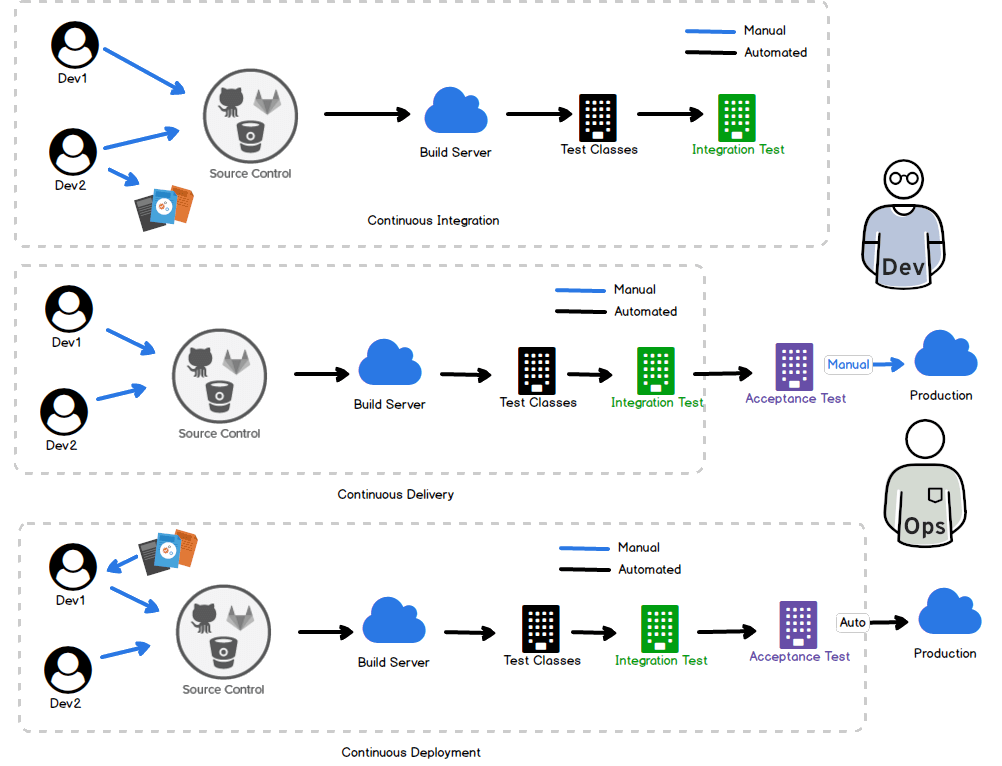 Manual
Automated
Dev1
Dev2
Source Control
Build Server
Test Classes
Integration Test
Continuous Integration
Dev
Manual
Automated
Dev1
Dev2
Source Control
Build Server
Test Classes
Integration Test
Acceptance Test
Manual
Production
Continuous Delivery
Ops
Manual
Automated
Dev1
Dev2
Source Control
Build Server
Test Classes
Integration Test
Acceptance Test
Auto
Production
Continuous Deployment